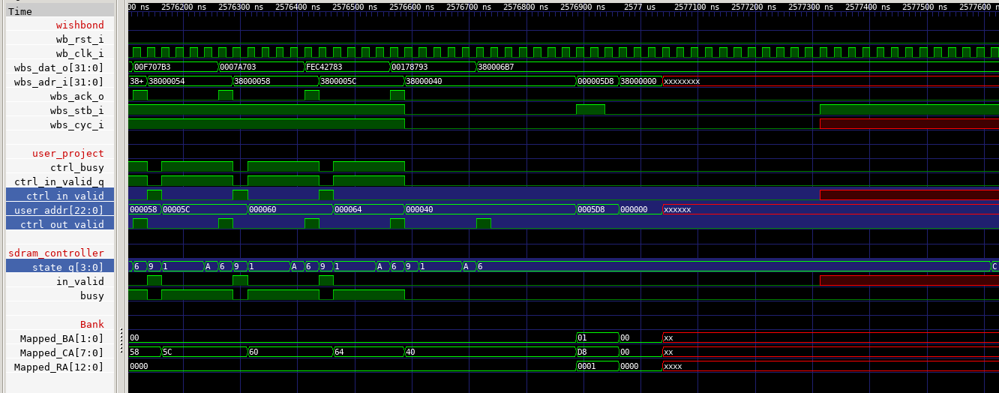 Time 00 ns 2576200 ns 2576300 ns 2576400 ns 2576500 ns 2576600 ns 2576700 ns 2576800 ns 2576900 ns 2577 us 2577100 ns 2577200 ns 2577300 ns 2577400 ns 2577500 ns 2577600 n
wishbond
wb_rst_i
wb_clk_i
wbs_dat_o[31:0] 00F707B3 0007A703 FEC42783 00178793 380006B7
wbs_adr_i[31:0] 38+ 38000054 38000058 3800005C 38000040 000005D8 38000000 xxxxxxxx
wbs_ack_o
wbs_stb_i
wbs_cyc_i
user_project
ctrl_busy
ctrl_in_valid_q
ctrl_in_valid
user_addr[22:0] 000058 00005C 000060 000064 000040 0005D8 000000 xxxxxx
ctrl_out_valid
sdram_controller
state_q[3:0] 6 9 1 A 6 9 1 A 6 9 1 A 6 9 1 A 6 C
in_valid
busy
Bank
Mapped_BA[1:0] 00 01 00 xx
Mapped_CA[7:0] 58 5C 60 64 40 D8 00 xx
Mapped_RA[12:0] 0000 0001 0000 xxxx